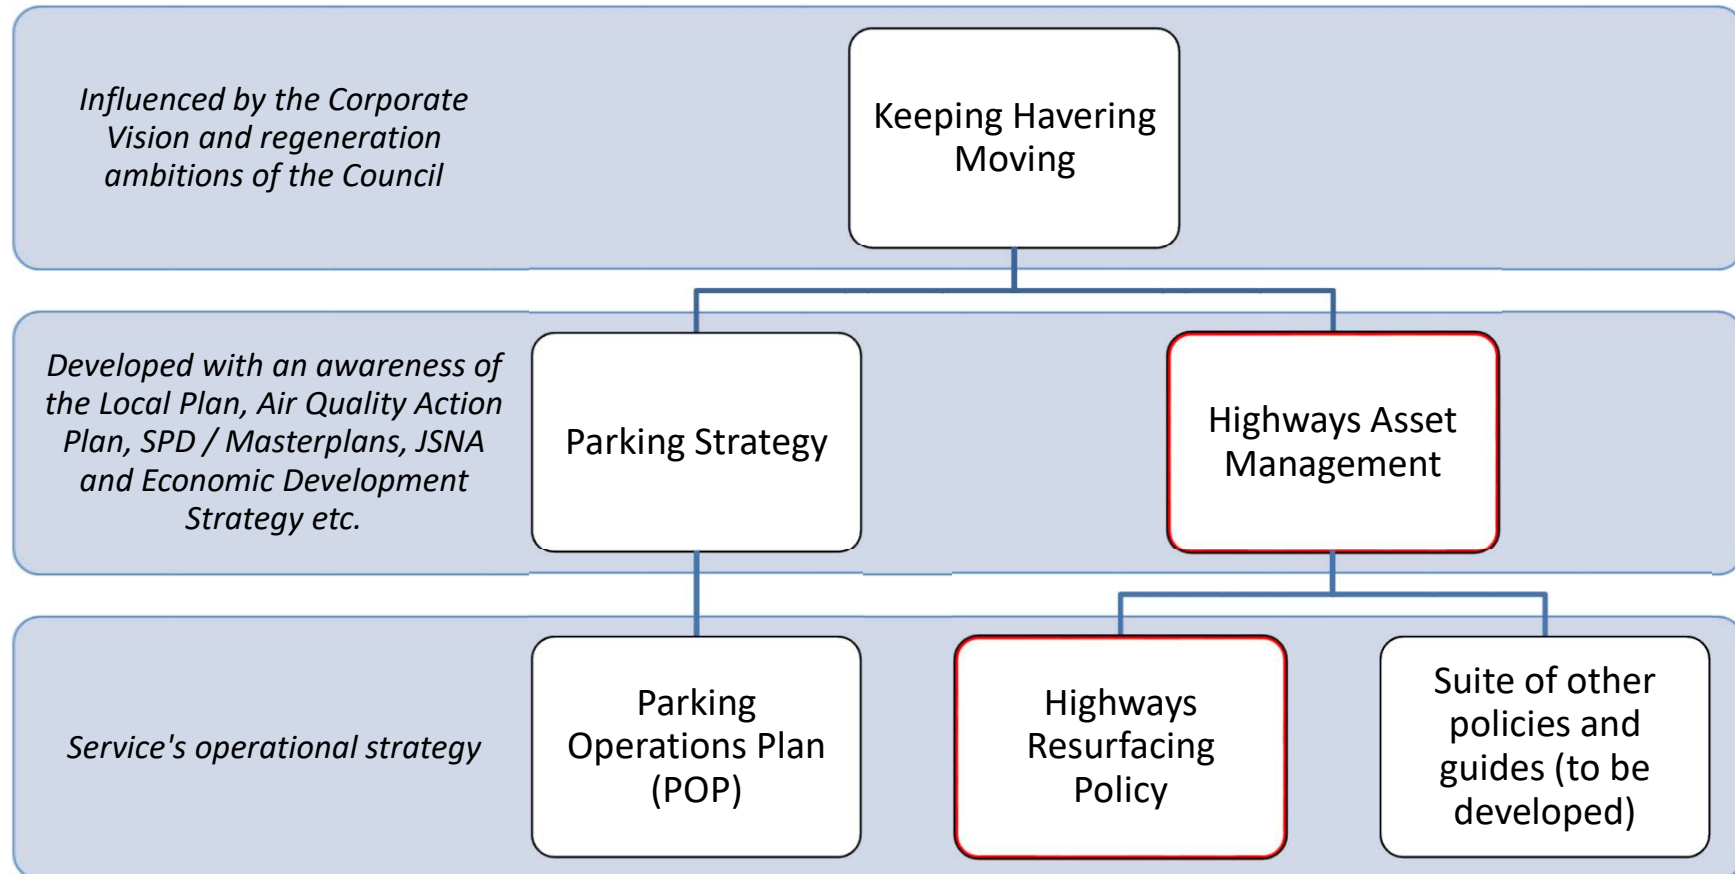 Influenced by the Corporate
Vision and regeneration
ambitions of the Council
Keeping Havering
Moving
Developed with an awareness of
the Local Plan, Air Quality Action
Plan, SPD / Masterplans, JSNA
and Economic Development
Strategy etc.
Parking Strategy
Highways Asset
Management
Service's operational strategy
Parking
Operations Plan
(POP)
Highways
Resurfacing
Policy
Suite of other
policies and
guides (to be
developed)